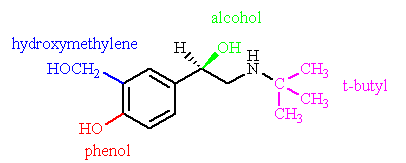 alcohol
hydroxymethylene
H
OH
H
N
HOCH2
CH3
C
CH3
CH3
t-butyl
HO
phenol